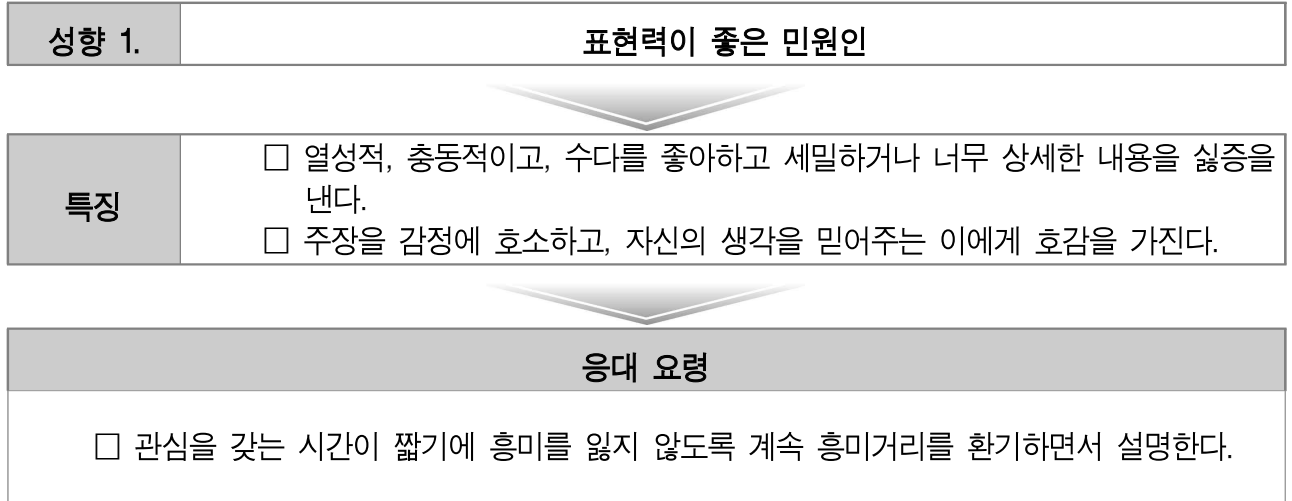 성향 1.
표현력이 좋은 민원인
특징
□ 열성적, 충동적이고, 수다를 좋아하고 세밀하거나 너무 상세한 내용을 싫증을
낸다.
□ 주장을 감정에 호소하고, 자신의 생각을 믿어주는 이에게 호감을 가진다.
응대 요령
□ 관심을 갖는 시간이 짧기에 흥미를 잃지 않도록 계속 흥미거리를 환기하면서 설명한다.